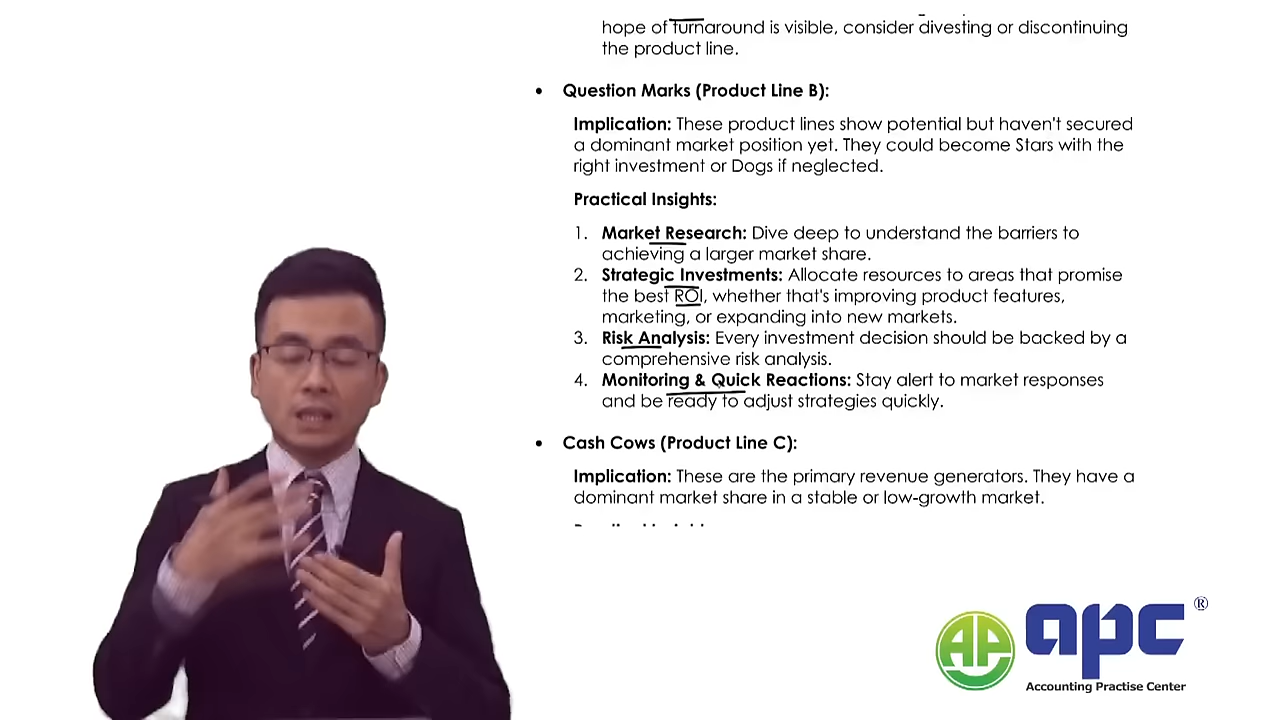 hope of turnaround is visible, consider divesting or discontinuing
the product line.
• Question Marks (Product Line B):
Implication: These product lines show potential but haven't secured
a dominant market position yet. They could become Stars with the
right investment or Dogs if neglected.
Practical Insights:
1. Market Research: Dive deep to understand the barriers to
achieving a larger market share.
2. Strategic Investments: Allocate resources to areas that promise
the best ROI, whether that's improving product features,
marketing, or expanding into new markets.
3. Risk Analysis: Every investment decision should be backed by a
comprehensive risk analysis.
4. Monitoring & Quick Reactions: Stay alert to market responses
and be ready to adjust strategies quickly.
• Cash Cows (Product Line C):
Implication: These are the primary revenue generators. They have a
dominant market share in a stable or low-growth market.
AP apc ®
Accounting Practise Center